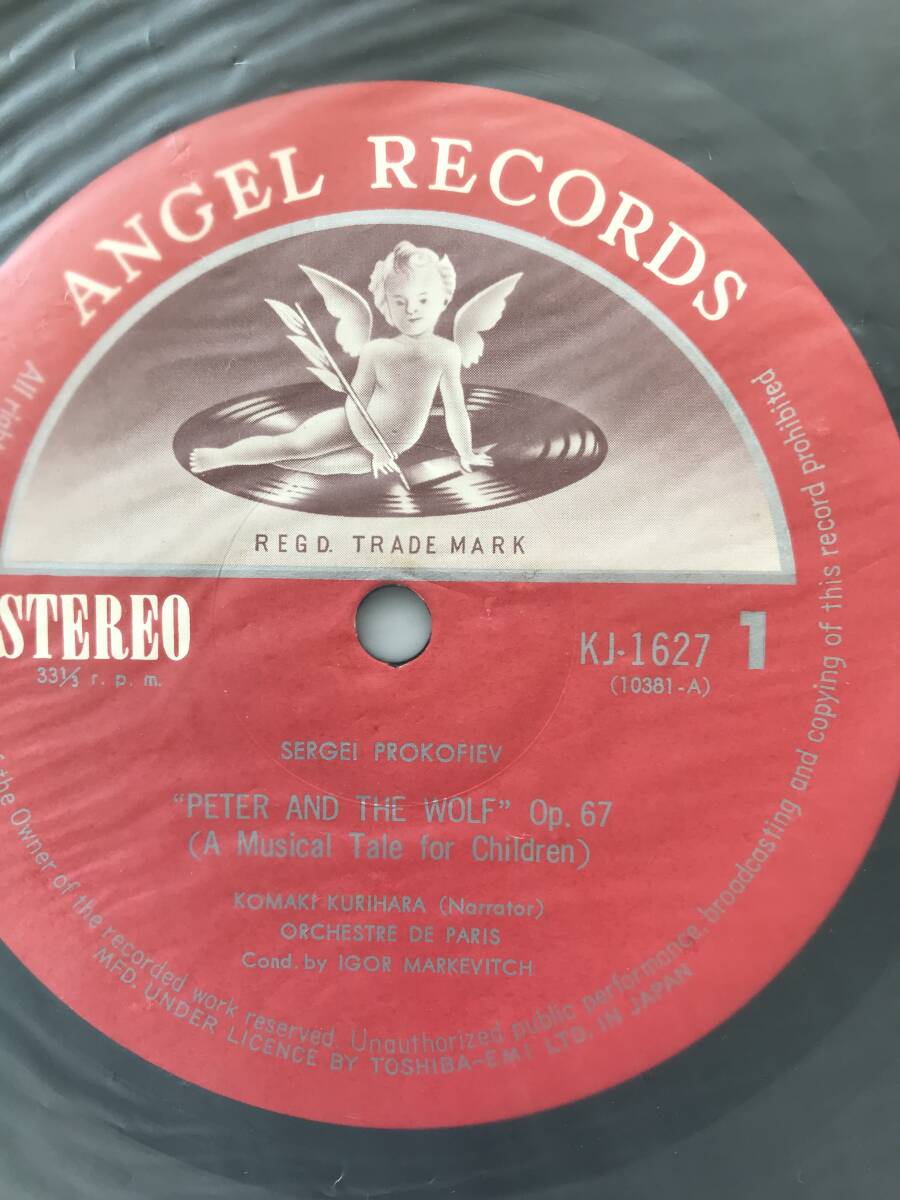 ANGEL RECORDS
REGD. TRADE MARK
STEREO
33⅓ r. p. m.
KJ-1627 1
(10381-A)
SERGEI PROKOFIEV
"PETER AND THE WOLF" Op. 67
(A Musical Tale for Children)
KOMAKI KURIHARA (Narrator)
ORCHESTRE DE PARIS
Cond. by IGOR MARKEVITCH
All the Owner of the recorded work reserved. Unauthorized public performance, broadcasting and copying of this record prohibited
MFD. UNDER LICENCE BY TOSHIBA-EMI LTD. IN JAPAN